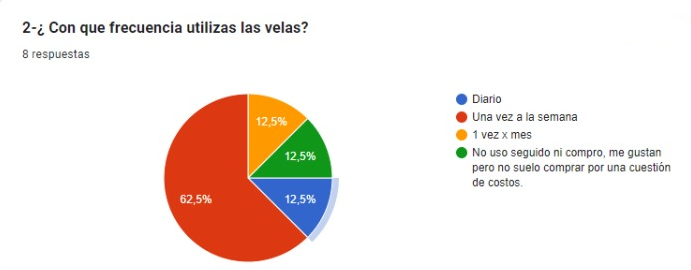 2-¿ Con que frecuencia utilizas las velas?
8 respuestas
12,5%
12,5%
62,5%
12,5%
Diario
Una vez a la semana
1 vez x mes
No uso seguido ni compro, me gustan
pero no suelo comprar por una cuestión
de costos.